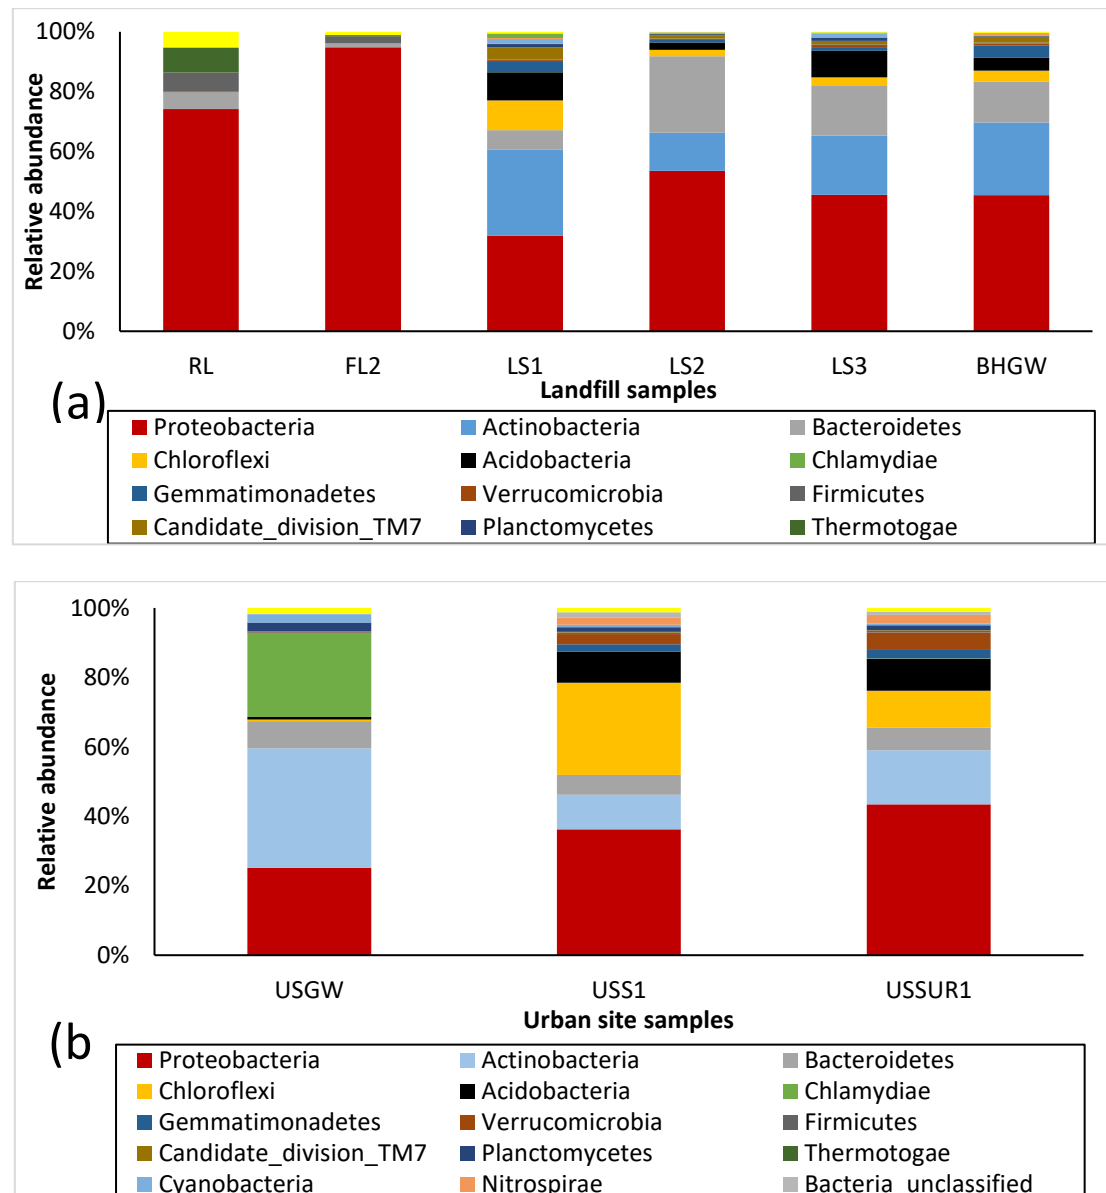 100%
80%
60%
40%
20%
0%
Relative abundance
RL FL2 LS1 LS2 LS3 BHGW
Landfill samples
(a)
Proteobacteria Actinobacteria Bacteroidetes
Chloroflexi Acidobacteria Chlamydiae
Gemmatimonadetes Verrucomicrobia Firmicutes
Candidate_division_TM7 Planctomycetes Thermotogae
100%
80%
60%
40%
20%
0%
Relative abundance
USGW USS1 USSUR1
Urban site samples
(b
Proteobacteria Actinobacteria Bacteroidetes
Chloroflexi Acidobacteria Chlamydiae
Gemmatimonadetes Verrucomicrobia Firmicutes
Candidate_division_TM7 Planctomycetes Thermotogae
Cyanobacteria Nitrospirae Bacteria_unclassified